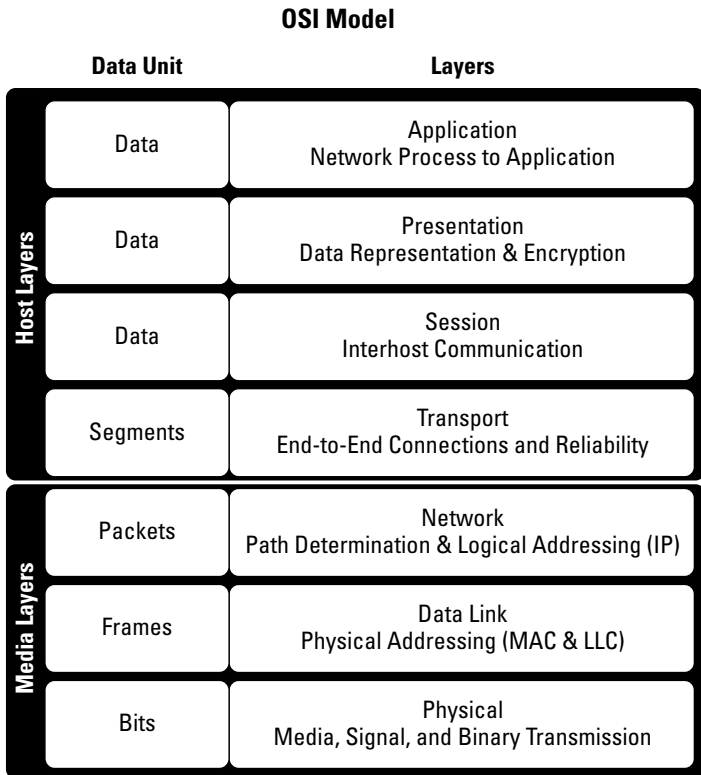 OSI Model
Data Unit
Layers
Host Layers
Data
Application
Network Process to Application
Data
Presentation
Data Representation & Encryption
Data
Session
Interhost Communication
Segments
Transport
End-to-End Connections and Reliability
Media Layers
Packets
Network
Path Determination & Logical Addressing (IP)
Frames
Data Link
Physical Addressing (MAC & LLC)
Bits
Physical
Media, Signal, and Binary Transmission